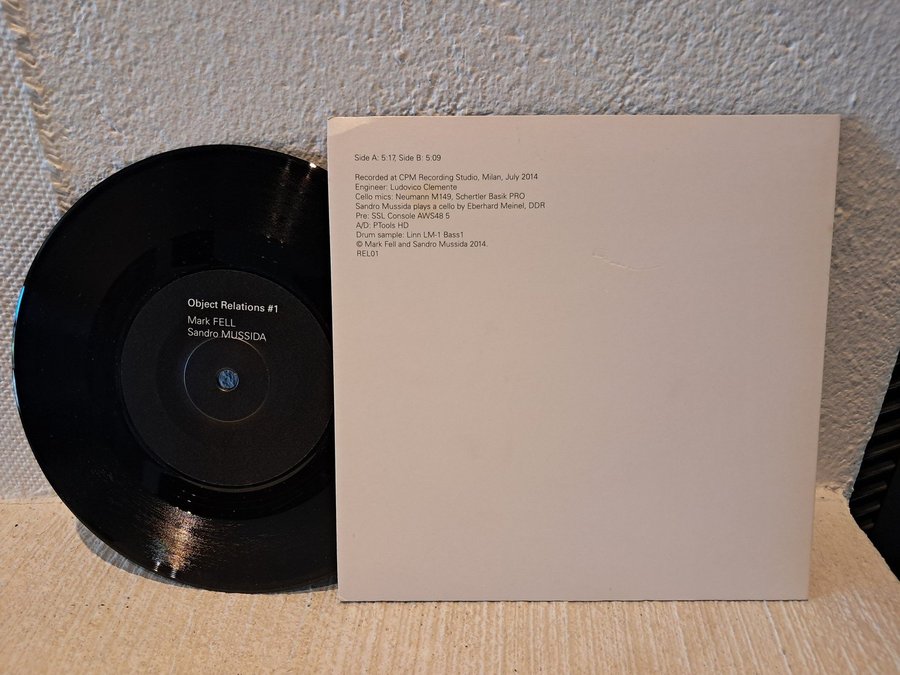 Object Relations #1
Mark FELL
Sandro MUSSIDA
Side A: 5:17, Side B: 5:09
Recorded at CPM Recording Studio, Milan, July 2014
Engineer: Ludovico Clemente
Cello mics: Neumann M149, Schertler Basik PRO
Sandro Mussida plays a cello by Eberhard Meinel, DDR
Pre: SSL Console AWS48 5
A/D: PTools HD
Drum sample: Linn LM-1 Bass1
© Mark Fell and Sandro Mussida 2014.
REL01